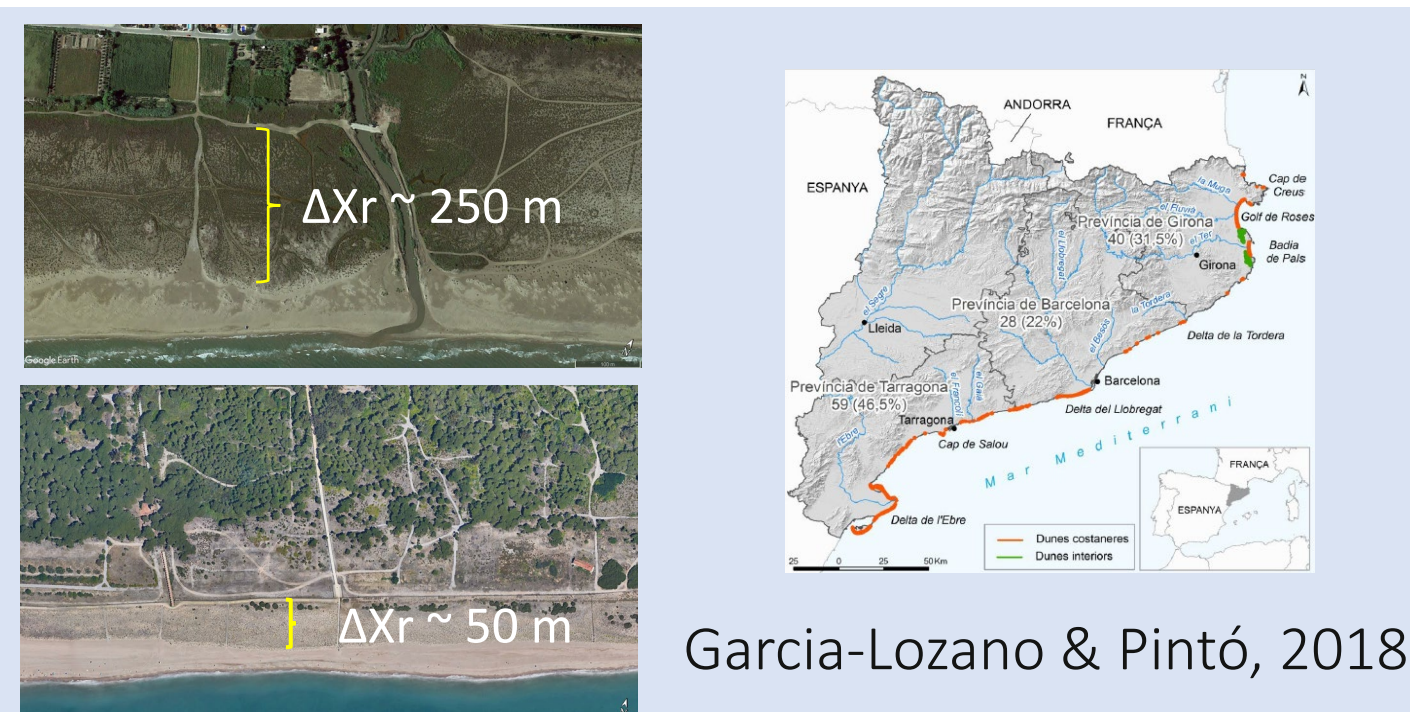 ΔXr ~ 250 m
Google Earth
100 m
ΔXr ~ 50 m
N
ANDORRA
FRANÇA
ESPANYA
Cap de
Creus
la Muga
Golf de Roses
el Fluvià
Prevíncia de Girona
40 (31,5%)
el Ter
Badia
de Pals
Girona
el Llobregat
el Segre
Prevíncia de Barcelona
28 (22%)
la Tordera
Lleida
el Besòs
Delta de la Tordera
Prevíncia de Tarragona
59 (46,5%)
el Francolí
el Gaià
Barcelona
Delta del Llobregat
Tarragona
Cap de Salou
l'Ebre
Mar Mediterrani
Delta de l'Ebre
FRANÇA
ESPANYA
Dunes costaneres
Dunes interiors
25 0 25 50 Km
Garcia-Lozano & Pintó, 2018